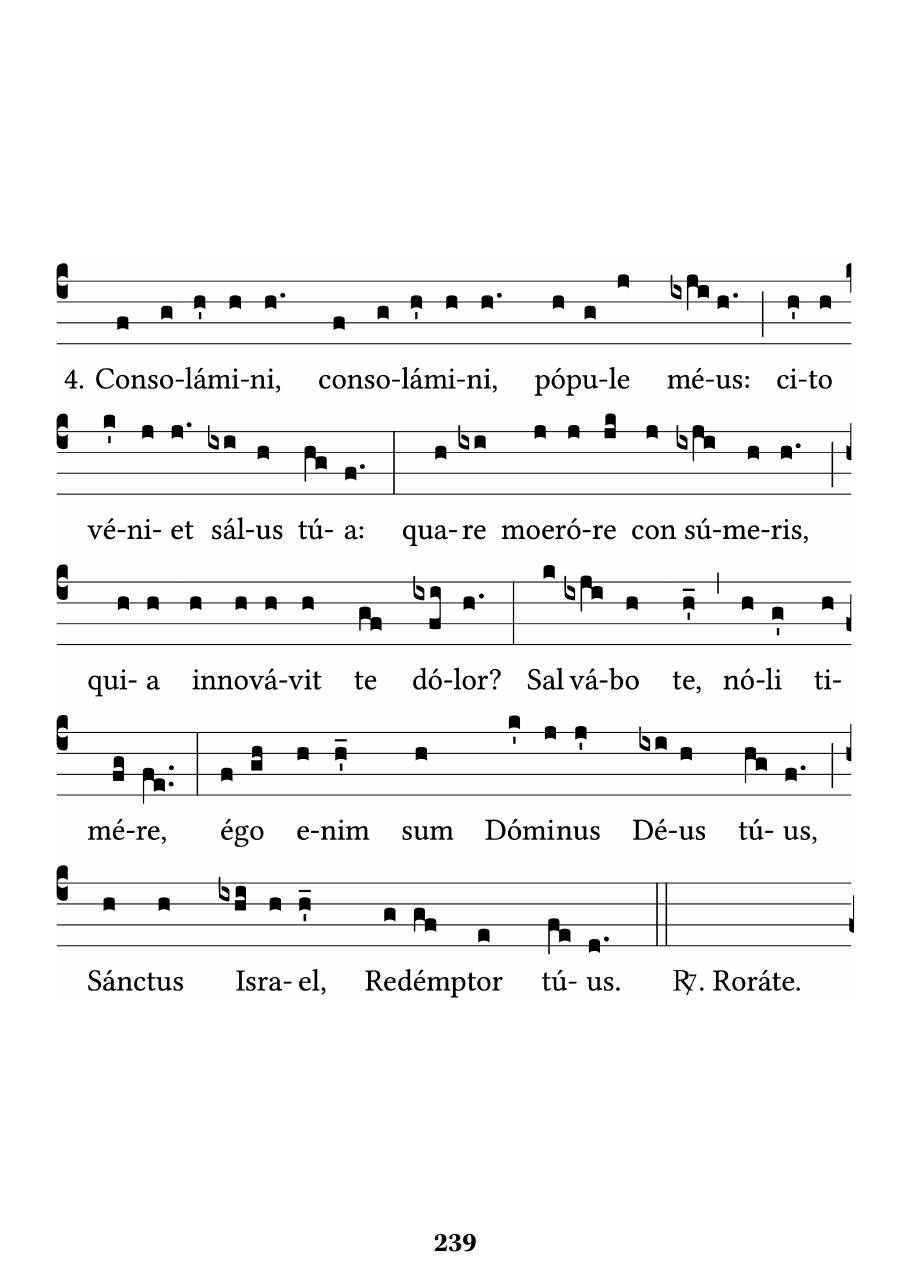 4. Conso-lámi-ni, conso-lámi-ni, pópu-le mé-us: ci-to
vé-ni- et sál-us tú- a: qua-re moeró-re con sú-me-ris,
qui- a innová-vit te dó-lor? Sal vá-bo te, nó-li ti-
mé-re, égo e-nim sum Dóminus Dé-us tú- us,
Sánctus Isra- el, Redémptor tú- us. ℟. Roráte.
239